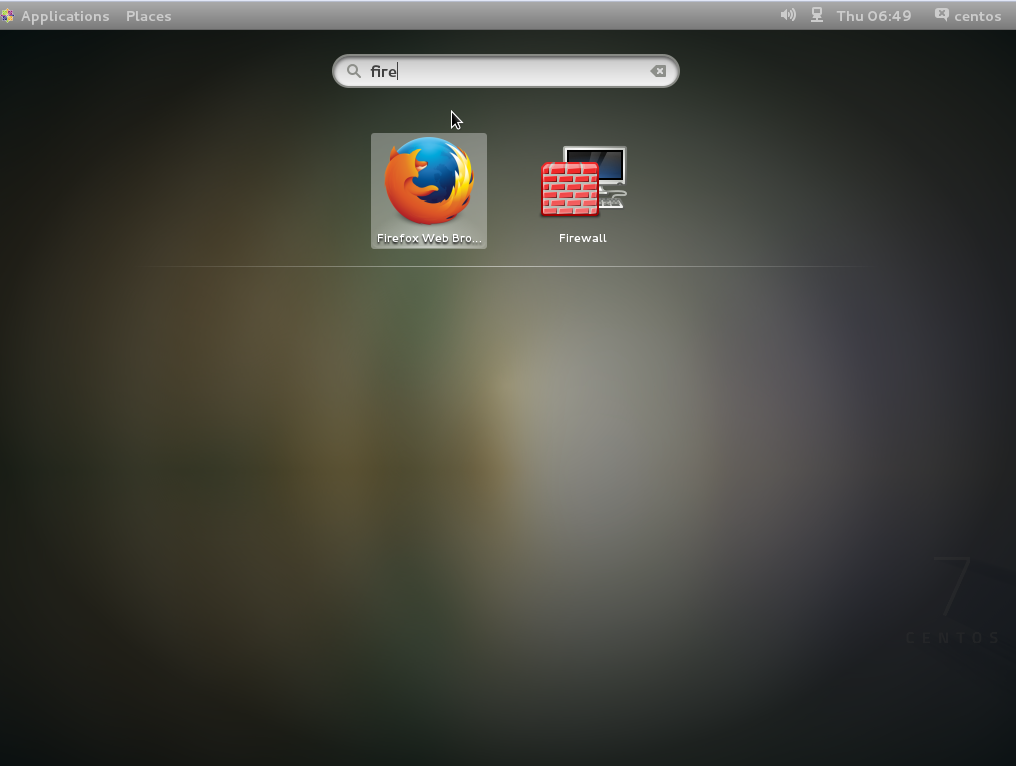 Applications Places Thu 06:49 centos
fire
Firefox Web Bro... Firewall
7
CENTOS